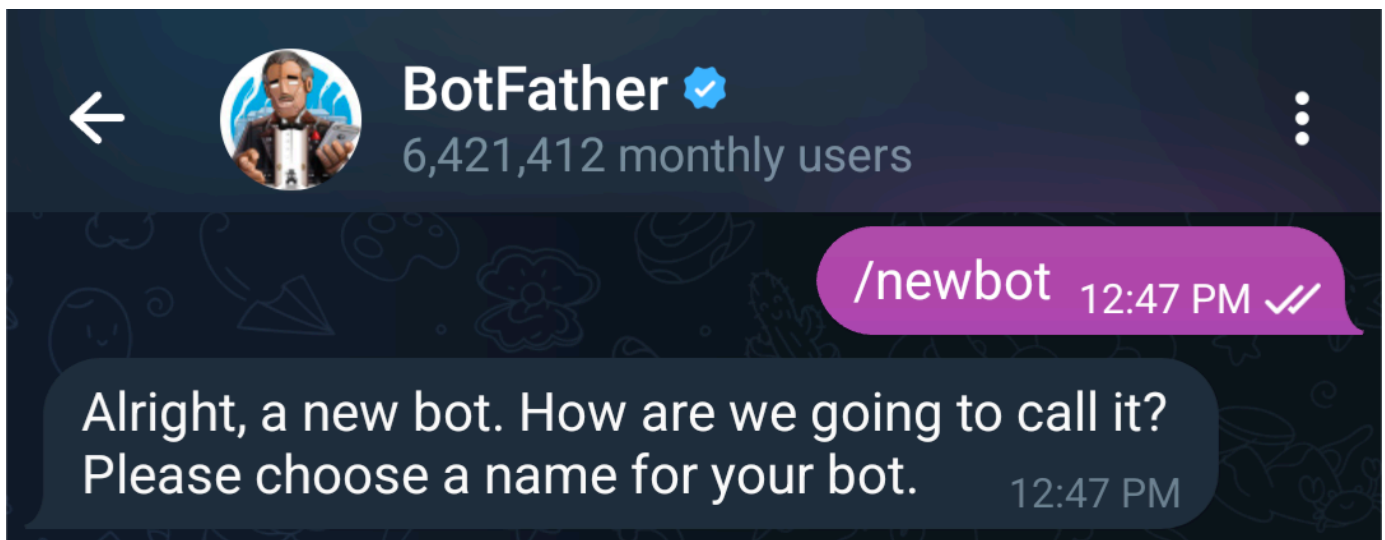 BotFather
6,421,412 monthly users
/newbot 12:47 PM
Alright, a new bot. How are we going to call it?
Please choose a name for your bot. 12:47 PM